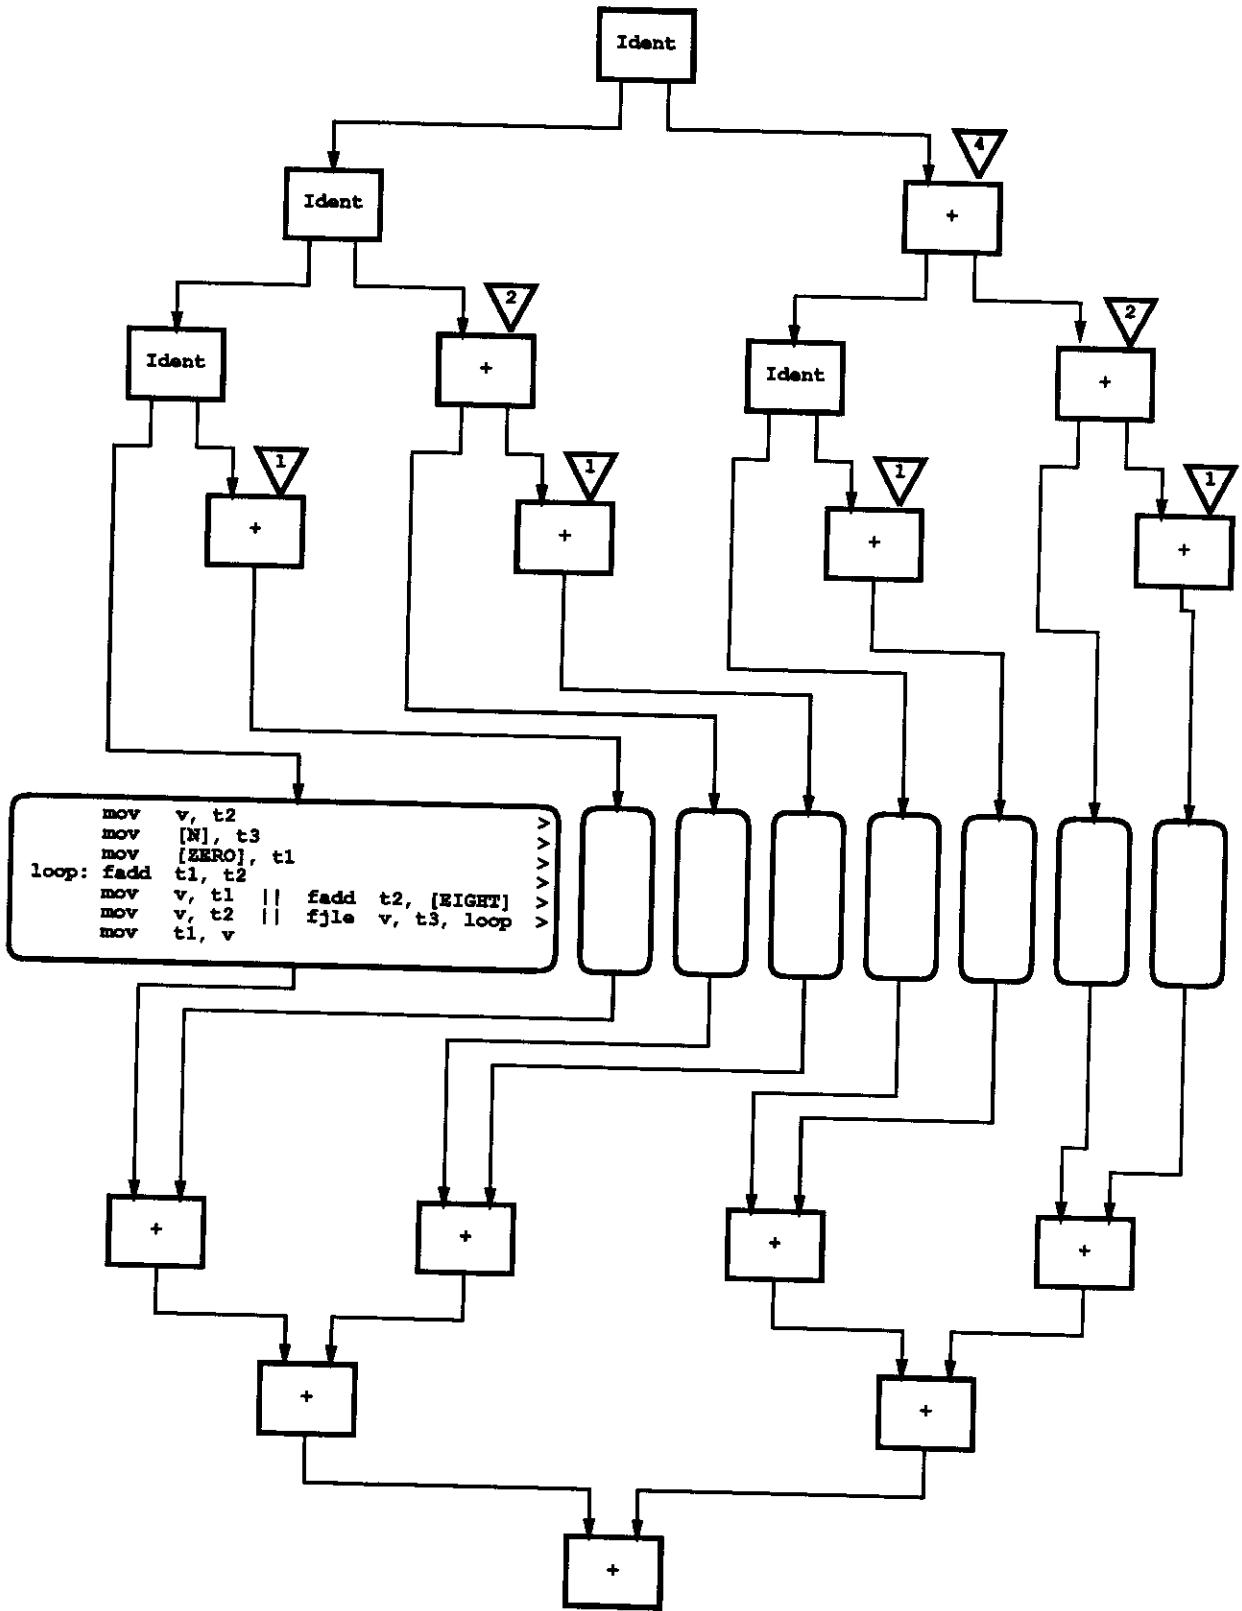 Ident
4
Ident
+
2
2
Ident
+
Ident
+
1
1
1
1
+
+
+
+
mov v, t2 >
mov [N], t3 >
mov [ZERO], t1 >
loop: fadd t1, t2 >
mov v, t1 || fadd t2, [EIGHT] >
mov v, t2 || fjle v, t3, loop >
mov t1, v
+
+
+
+
+
+
+